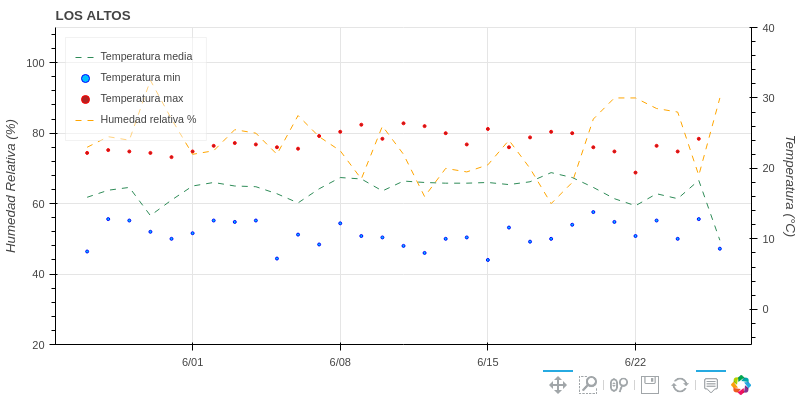 LOS ALTOS
Temperatura media
Temperatura min
Temperatura max
Humedad relativa %
Humedad Relativa (%)
100
80
60
40
20
40
30
20
10
0
Temperatura (°C)
6/01
6/08
6/15
6/22